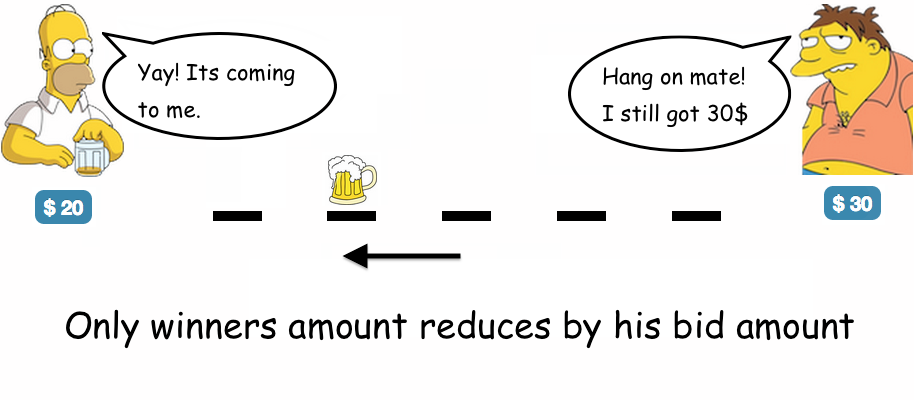 Yay! Its coming
to me.
Hang on mate!
I still got 30$
$ 20
$ 30
Only winners amount reduces by his bid amount